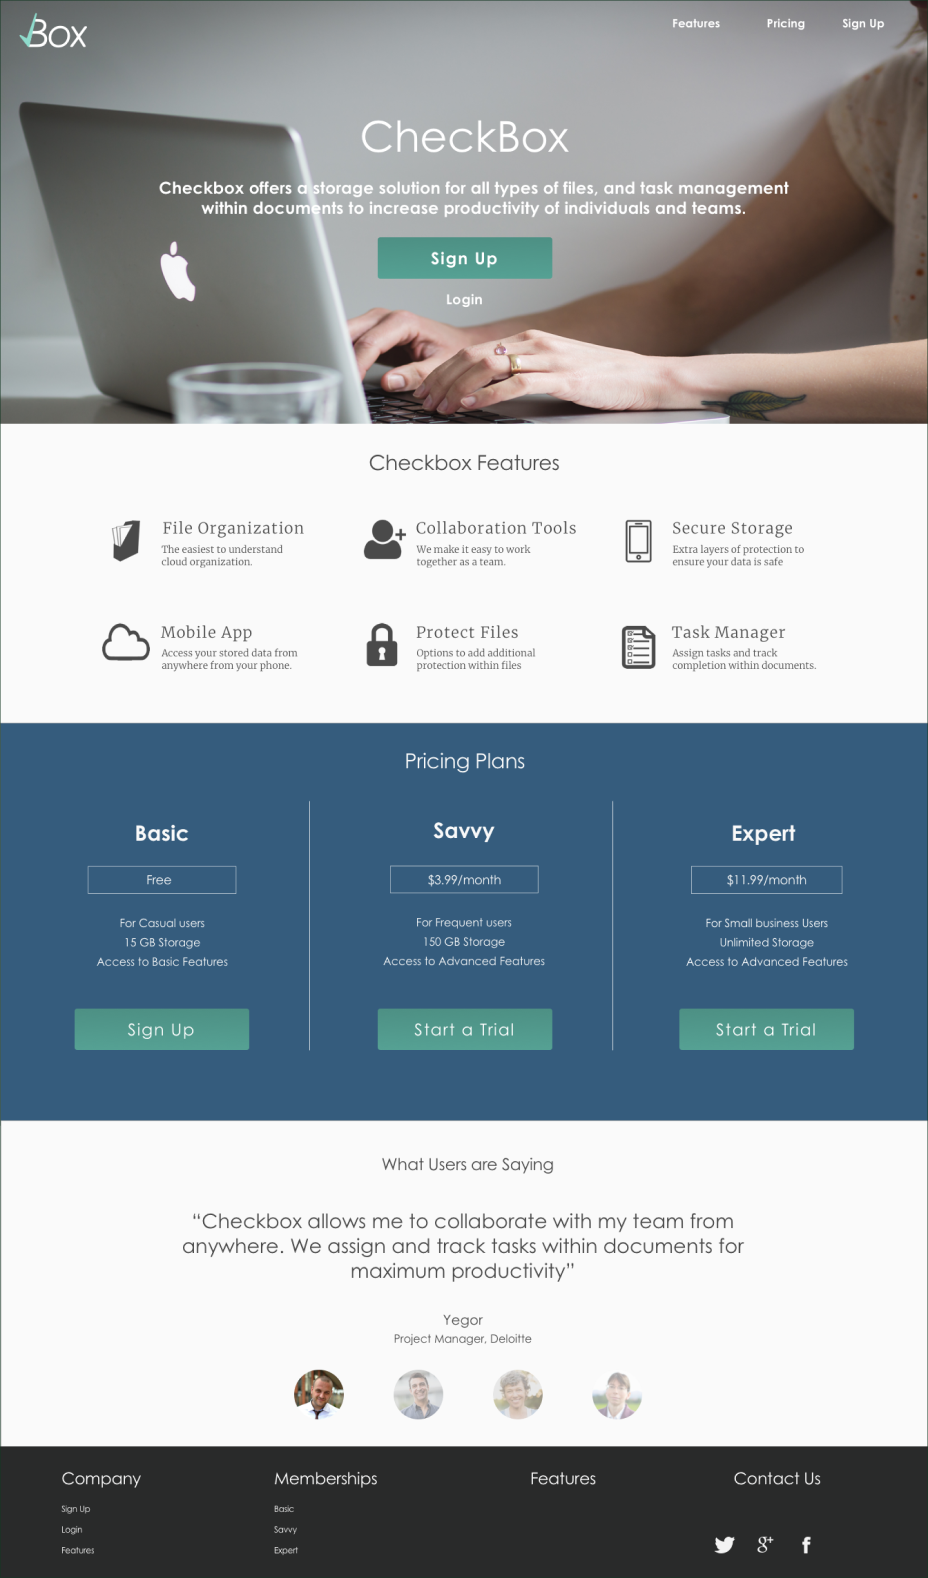 Box
Features
Pricing
Sign Up
CheckBox
Checkbox offers a storage solution for all types of files, and task management
within documents to increase productivity of individuals and teams.
Sign Up
Login
Checkbox Features
File Organization
The easiest to understand
cloud organization.
Collaboration Tools
We make it easy to work
together as a team.
Secure Storage
Extra layers of protection to
ensure your data is safe
Mobile App
Access your stored data from
anywhere from your phone.
Protect Files
Options to add additional
protection within files
Task Manager
Assign tasks and track
completion within documents.
Pricing Plans
Basic
Free
For Casual users
15 GB Storage
Access to Basic Features
Sign Up
Savvy
$3.99/month
For Frequent users
150 GB Storage
Access to Advanced Features
Start a Trial
Expert
$11.99/month
For Small business Users
Unlimited Storage
Access to Advanced Features
Start a Trial
What Users are Saying
“Checkbox allows me to collaborate with my team from
anywhere. We assign and track tasks within documents for
maximum productivity”
Yegor
Project Manager, Deloitte
Company
Sign Up
Login
Features
Memberships
Basic
Savvy
Expert
Features
Contact Us